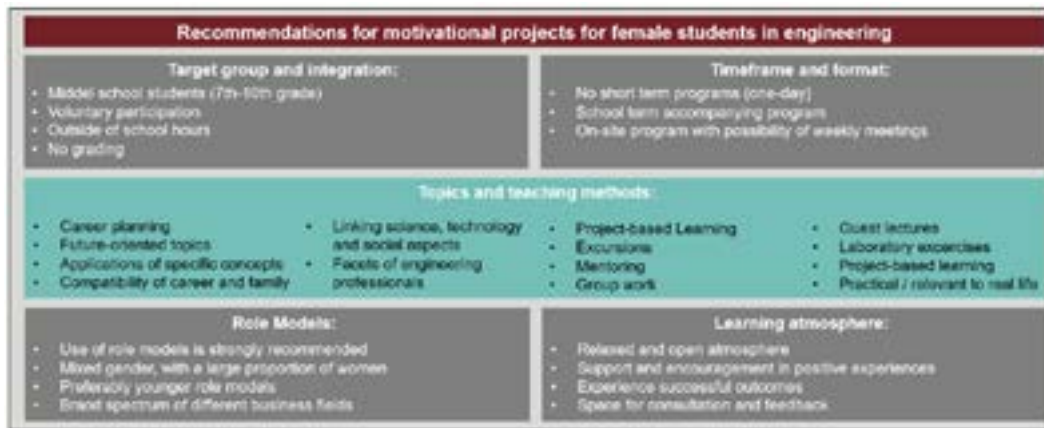 Recommendations for motivational projects for female students in engineering
Target group and integration:
• Middel school students (7th-10th grade)
• Voluntary participation
• Outside of school hours
• No grading
Timeframe and format:
• No short term programs (one-day)
• School term accompanying program
• On-site program with possibility of weekly meetings
Topics and teaching methods:
• Career planning
• Future-oriented topics
• Applications of specific concepts
• Compatibility of career and family
• Linking science, technology
and social aspects
• Facets of engineering
professionals
• Project-based Learning
• Excursions
• Mentoring
• Group work
• Guest lectures
• Laboratory excercises
• Project-based learning
• Practical / relevant to real life
Role Models:
• Use of role models is strongly recommended
• Mixed gender, with a large proportion of women
• Preferably younger role models
• Brand spectrum of different business fields
Learning atmosphere:
• Relaxed and open atmosphere
• Support and encouragement in positive experiences
• Experience successful outcomes
• Space for consultation and feedback